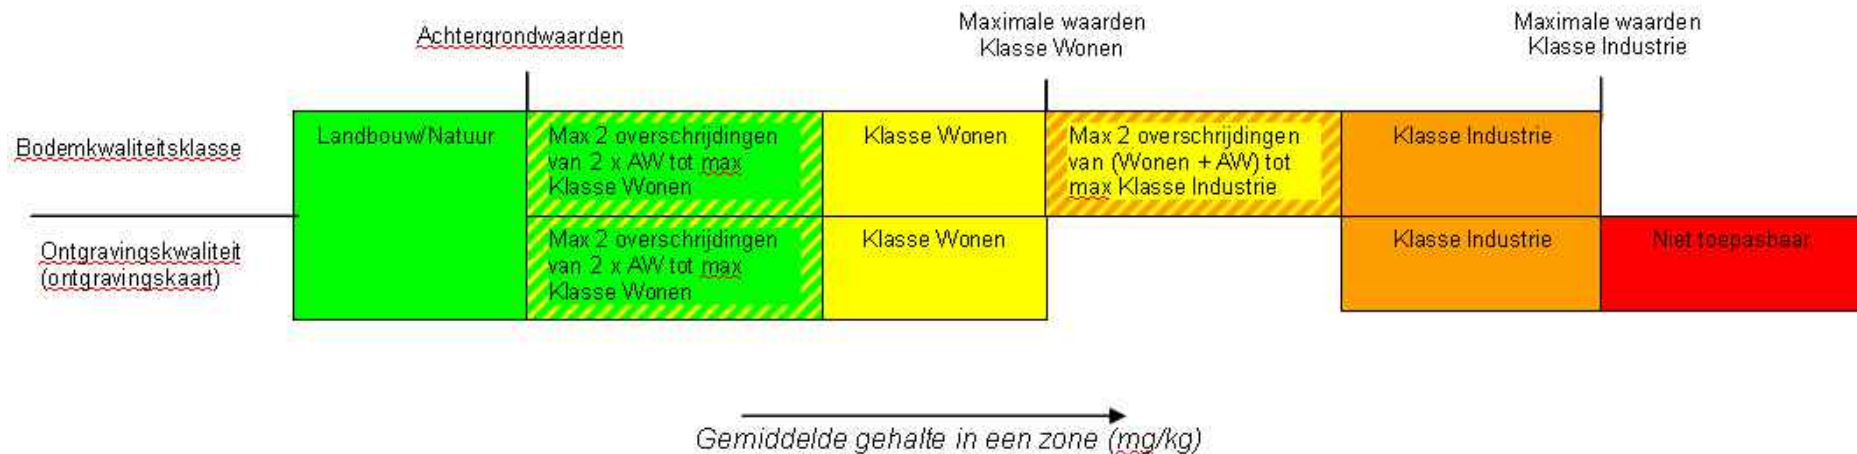 Achtergrondwaarden
Maximale waarden
Klasse Wonen
Maximale waarden
Klasse Industrie
Bodemkwaliteitsklasse
Landbouw/Natuur
Max 2 overschrijdingen
van 2 x AW tot max
Klasse Wonen
Klasse Wonen
Max 2 overschrijdingen
van (Wonen + AW) tot
max Klasse Industrie
Klasse Industrie
Ontgravingskwaliteit
(ontgravingskaart)
Max 2 overschrijdingen
van 2 x AW tot max
Klasse Wonen
Klasse Wonen
Klasse Industrie
Niet toepasbaar
Gemiddelde gehalte in een zone (mg/kg)